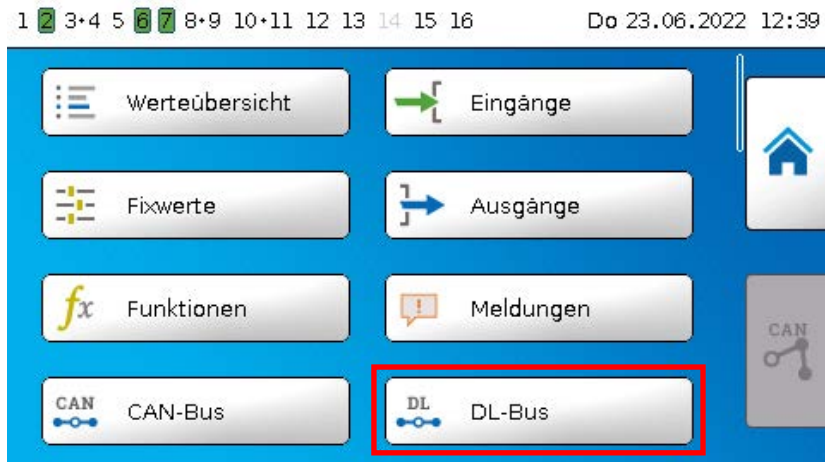 1 2 3+4 5 6 7 8+9 10+11 12 13 14 15 16 Do 23.06.2022 12:39
Werteübersicht
Eingänge
Fixwerte
Ausgänge
fx Funktionen
! Meldungen
CAN
CAN CAN-Bus
DL DL-Bus